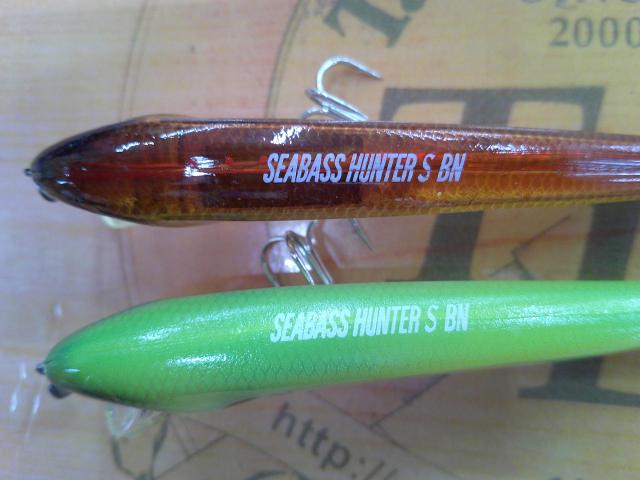 2000
SEABASS HUNTER S BN
T
SEABASS HUNTER S BN
http:/